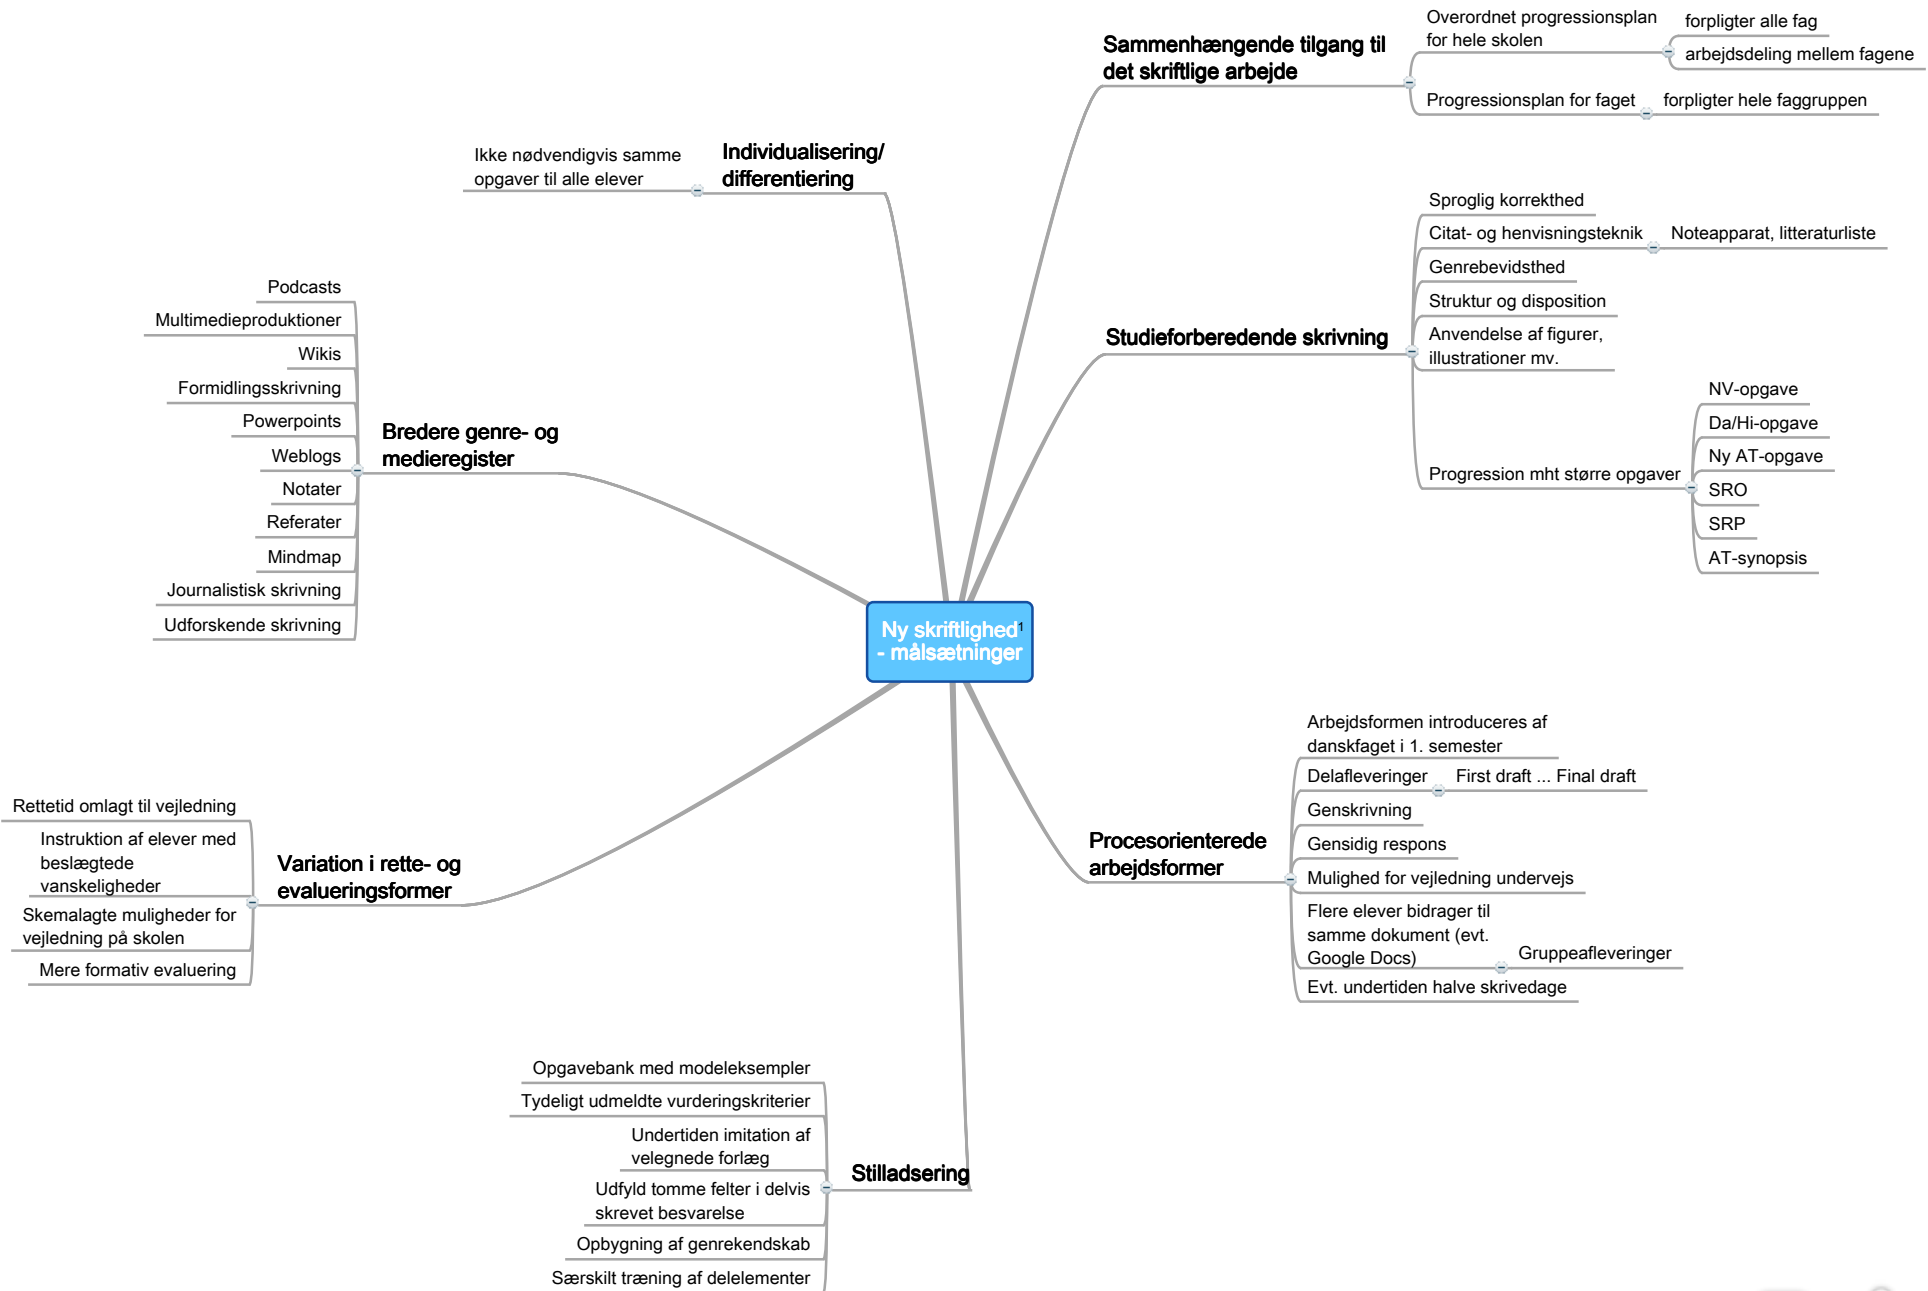 Ny skriftlighed¹
- målsætninger
Sammenhængende tilgang til
det skriftlige arbejde
Overordnet progressionsplan
for hele skolen
forpligter alle fag
arbejdsdeling mellem fagene
Progressionsplan for faget
forpligter hele faggruppen
Studieforberedende skrivning
Sproglig korrekthed
Citat- og henvisningsteknik
Noteapparat, litteraturliste
Genrebevidsthed
Struktur og disposition
Anvendelse af figurer,
illustrationer mv.
Progression mht større opgaver
NV-opgave
Da/Hi-opgave
Ny AT-opgave
SRO
SRP
AT-synopsis
Procesorienterede
arbejdsformer
Arbejdsformen introduceres af
danskfaget i 1. semester
Delafleveringer
First draft ... Final draft
Genskrivning
Gensidig respons
Mulighed for vejledning undervejs
Flere elever bidrager til
samme dokument (evt.
Google Docs)
Gruppeafleveringer
Evt. undertiden halve skrivedage
Individualisering/
differentiering
Ikke nødvendigvis samme
opgaver til alle elever
Bredere genre- og
medieregister
Podcasts
Multimedieproduktioner
Wikis
Formidlingsskrivning
Powerpoints
Weblogs
Notater
Referater
Mindmap
Journalistisk skrivning
Udforskende skrivning
Variation i rette- og
evalueringsformer
Rettetid omlagt til vejledning
Instruktion af elever med
beslægtede
vanskeligheder
Skemalagte muligheder for
vejledning på skolen
Mere formativ evaluering
Stilladsering
Opgavebank med modeleksempler
Tydeligt udmeldte vurderingskriterier
Undertiden imitation af
velegnede forlæg
Udfyld tomme felter i delvis
skrevet besvarelse
Opbygning af genrekendskab
Særskilt træning af delelementer